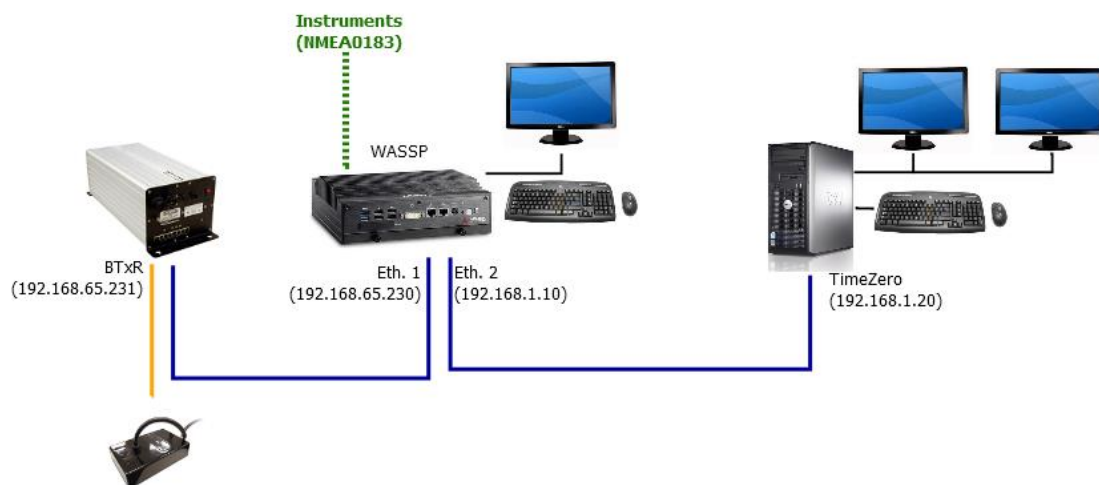 Instruments
(NMEA0183)
WASSP
BTxR
(192.168.65.231)
Eth. 1
(192.168.65.230)
Eth. 2
(192.168.1.10)
TimeZero
(192.168.1.20)